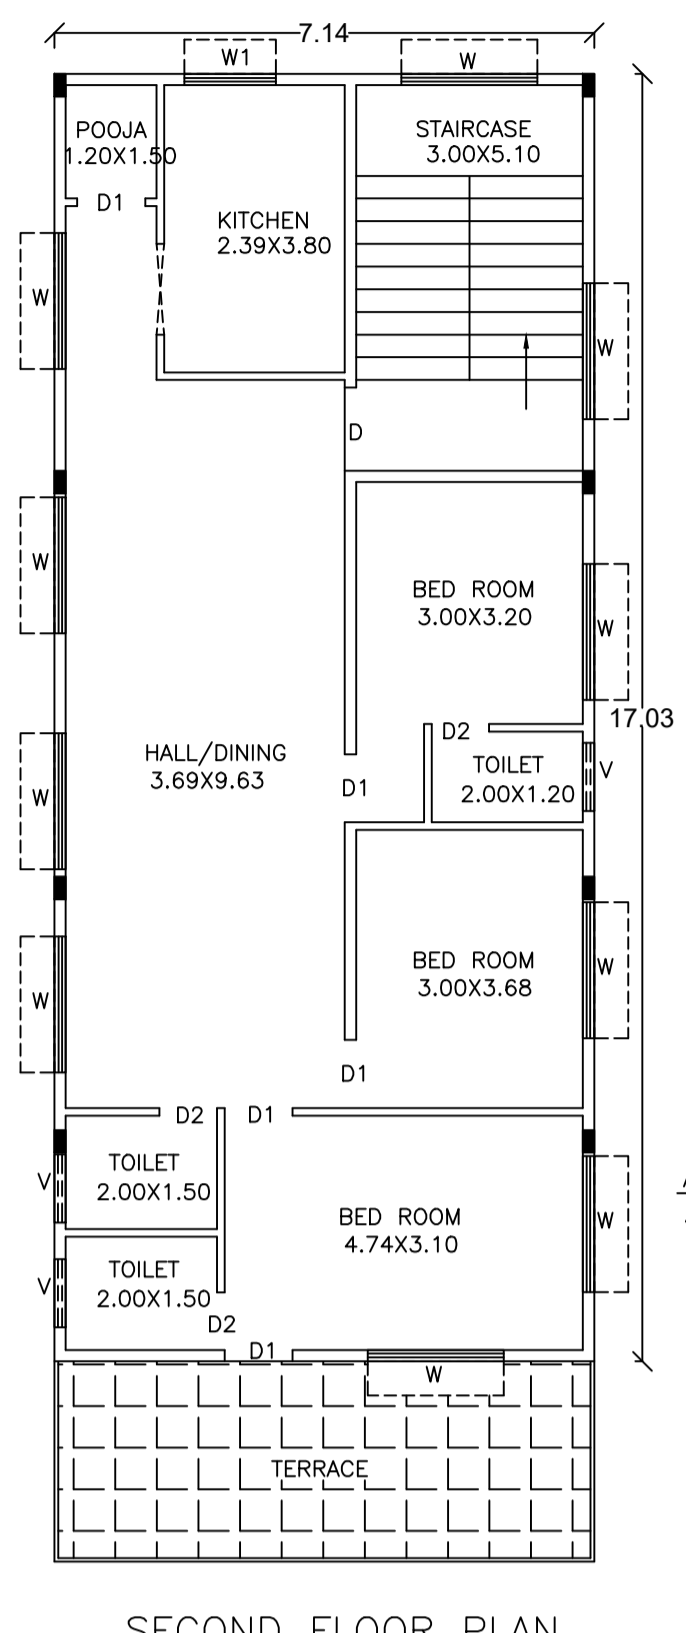 7.14
W1
W
POOJA
1.20X1.50
STAIRCASE
3.00X5.10
D1
KITCHEN
2.39X3.80
W
W
D
W
BED ROOM
3.00X3.20
W
17.03
D2
HALL/DINING
3.69X9.63
TOILET
2.00X1.20
V
D1
W
BED ROOM
3.00X3.68
W
W
D1
D2
D1
TOILET
2.00X1.50
V
BED ROOM
4.74X3.10
W
TOILET
2.00X1.50
V
D2
D1
W
TERRACE
SECOND FLOOR PLAN